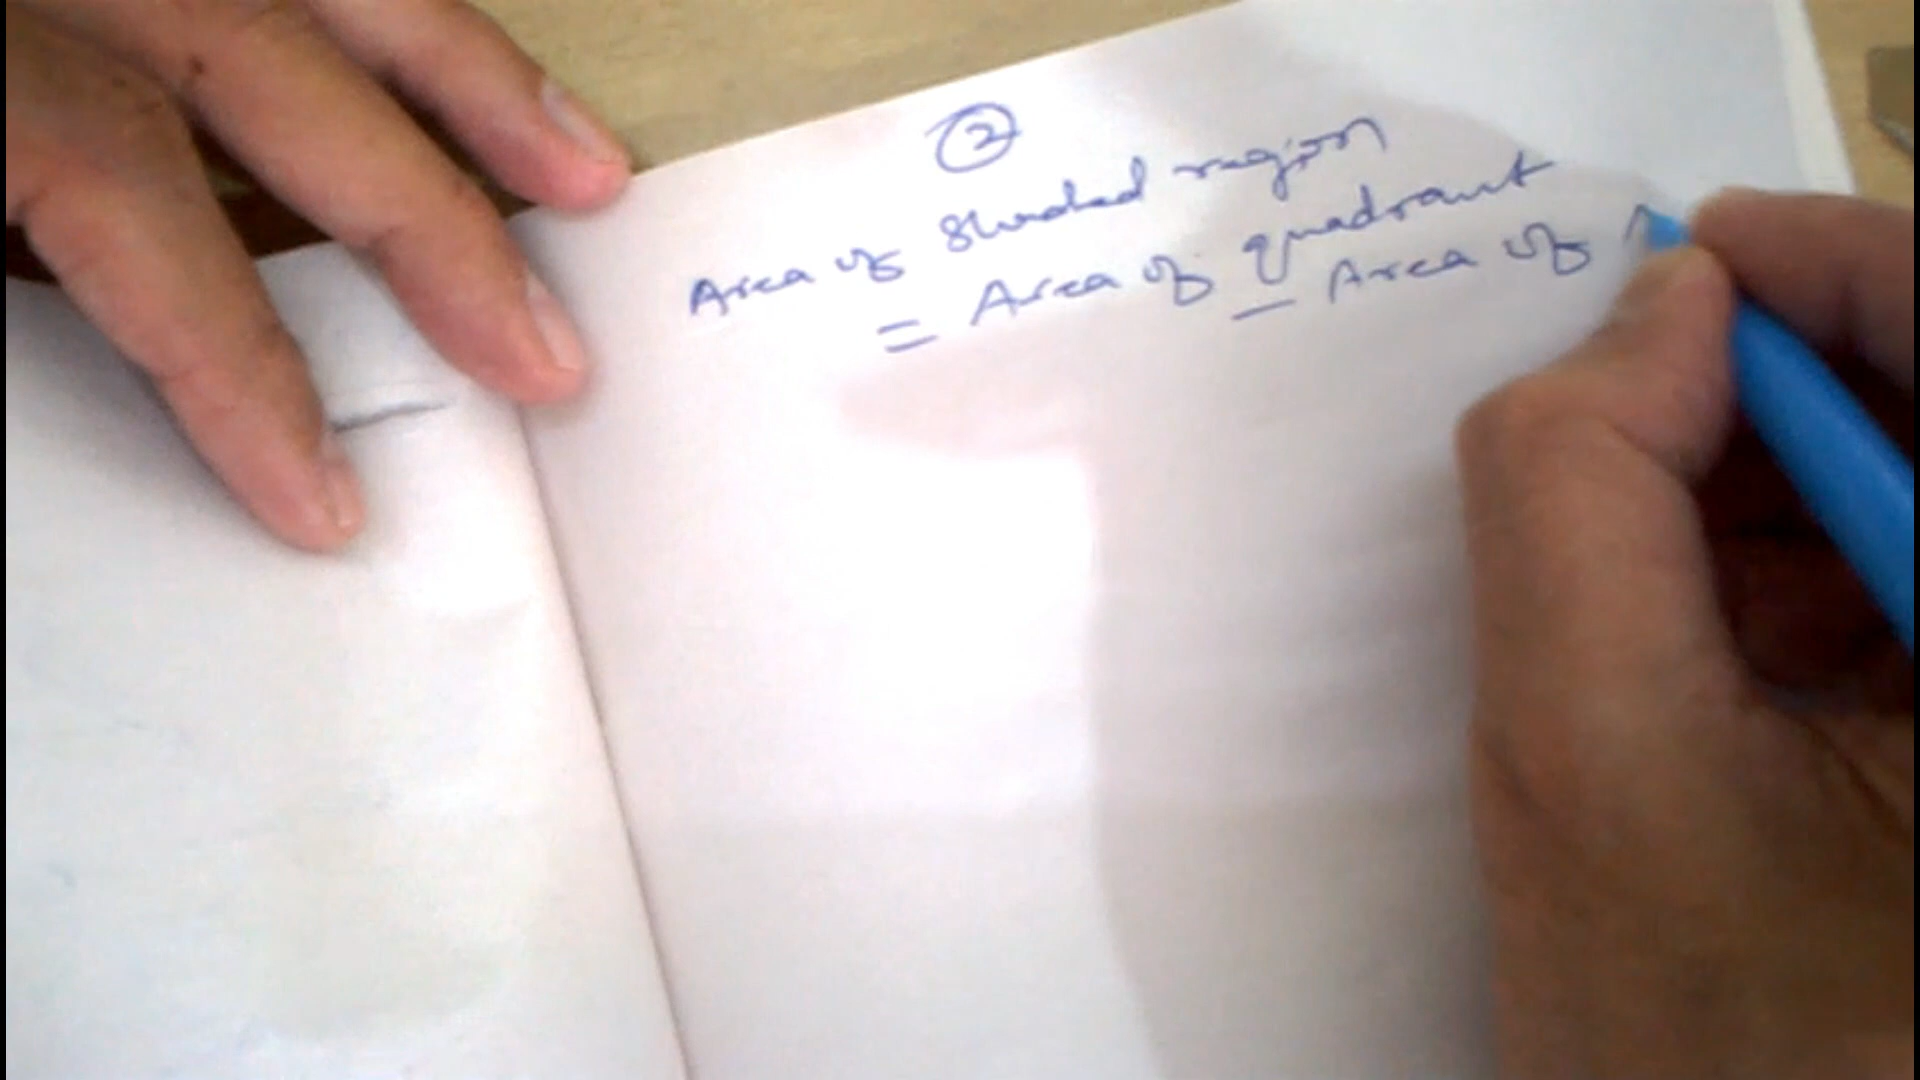 2
Area of shaded region
= Area of quadrant
- Area of